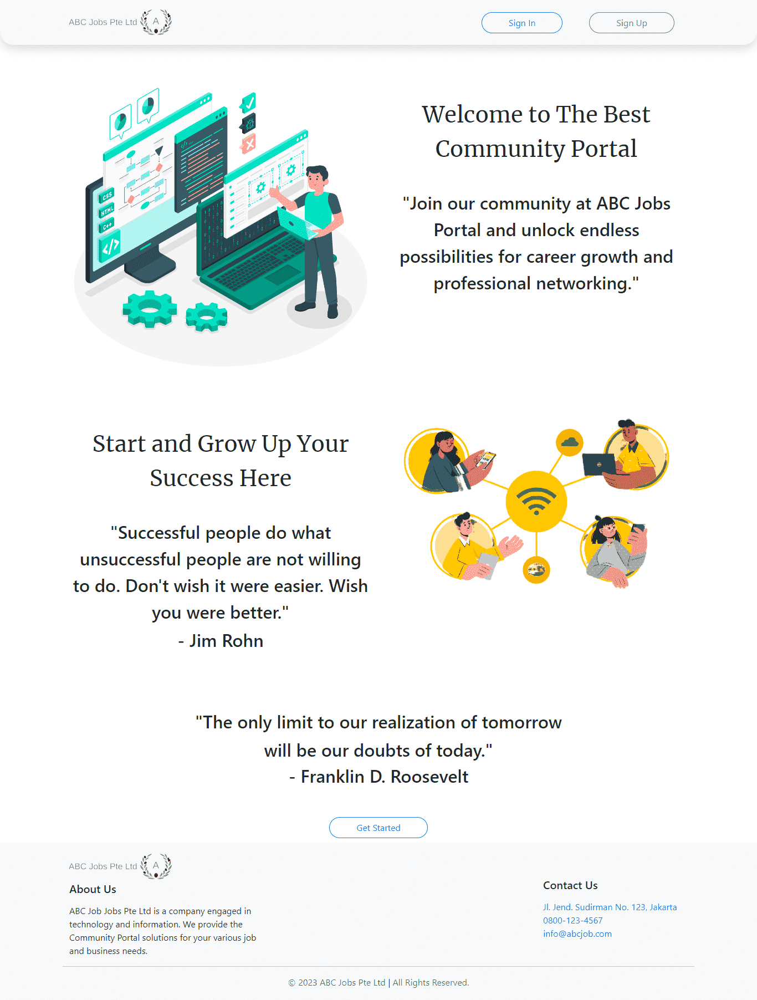 ABC Jobs Pte Ltd A
Sign In
Sign Up
CSS
HTML
C++
</>
</>...
Welcome to The Best
Community Portal
"Join our community at ABC Jobs
Portal and unlock endless
possibilities for career growth and
professional networking."
Start and Grow Up Your
Success Here
"Successful people do what
unsuccessful people are not willing
to do. Don't wish it were easier. Wish
you were better."
- Jim Rohn
"The only limit to our realization of tomorrow
will be our doubts of today."
- Franklin D. Roosevelt
Get Started
ABC Jobs Pte Ltd A
About Us
ABC Job Jobs Pte Ltd is a company engaged in
technology and information. We provide the
Community Portal solutions for your various job
and business needs.
Contact Us
Jl. Jend. Sudirman No. 123, Jakarta
0800-123-4567
info@abcjob.com
© 2023 ABC Jobs Pte Ltd | All Rights Reserved.